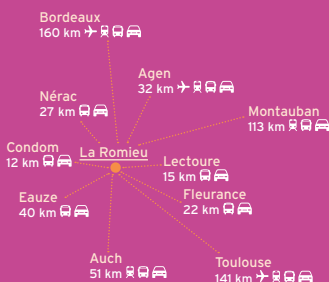 Bordeaux
160 km
Agen
32 km
Nérac
27 km
Montauban
113 km
Condom
12 km
La Romieu
Lectoure
15 km
Eauze
40 km
Fleurance
22 km
Auch
51 km
Toulouse
141 km